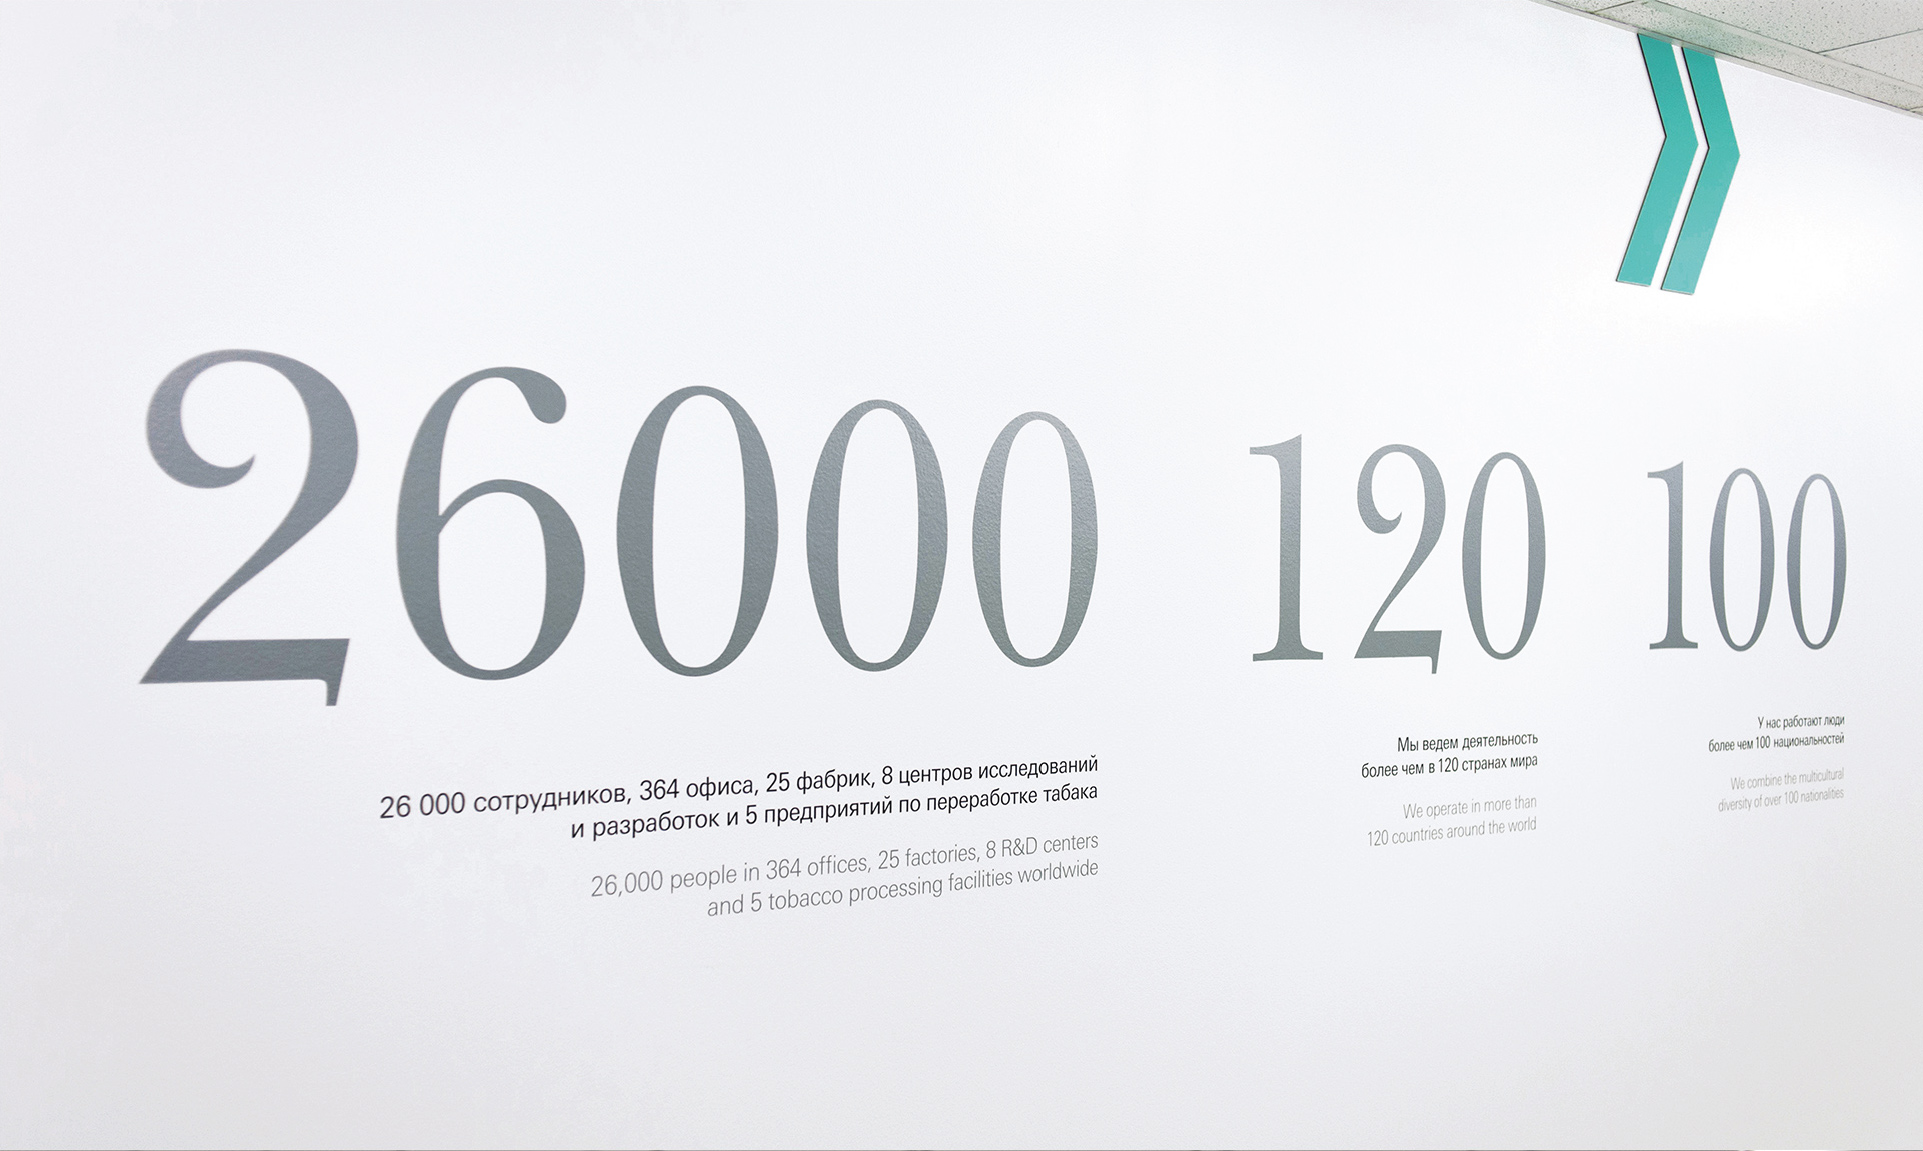 26000
26 000 сотрудников, 364 офиса, 25 фабрик, 8 центров исследований
и разработок и 5 предприятий по переработке табака
26,000 people in 364 offices, 25 factories, 8 R&D centers
and 5 tobacco processing facilities worldwide
120
Мы ведем деятельность
более чем в 120 странах мира
We operate in more than
120 countries around the world
100
У нас работают люди
более чем 100 национальностей
We combine the multicultural
diversity of over 100 nationalities